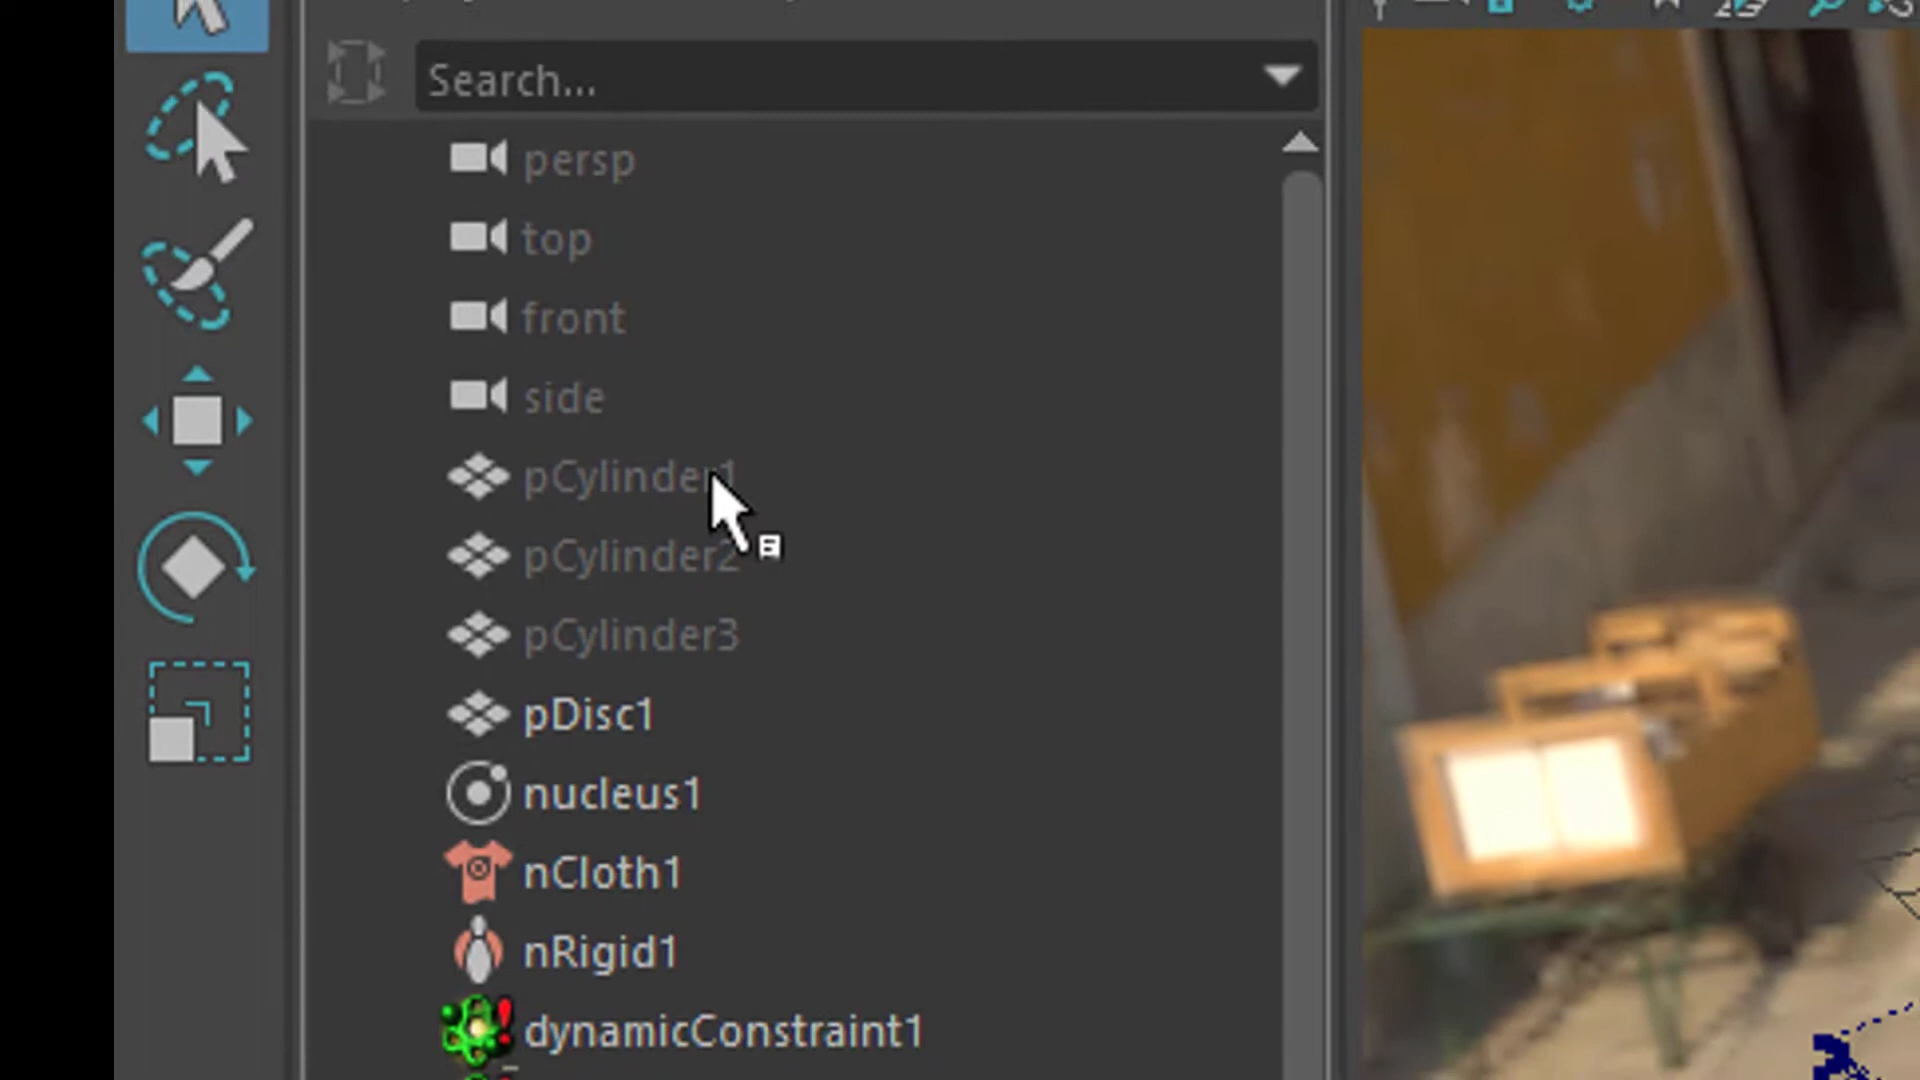 Search...
persp
top
front
side
pCylinder1
pCylinder2
pCylinder3
pDisc1
nucleus1
nCloth1
nRigid1
dynamicConstraint1